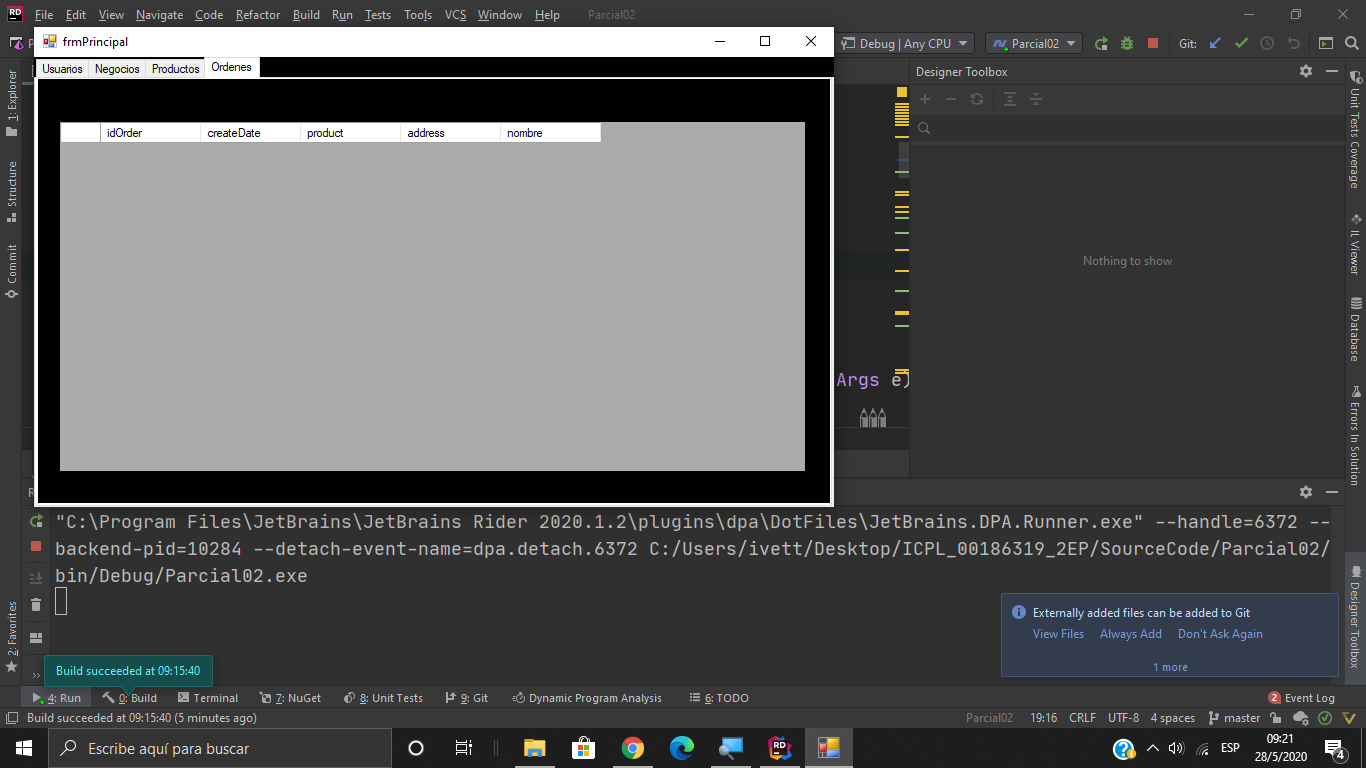 RD File Edit View Navigate Code Refactor Build Run Tests Tools VCS Window Help Parcial02
frmPrincipal
Debug | Any CPU Parcial02 Git:
Usuarios Negocios Productos Ordenes
Designer Toolbox
idOrder createDate product address nombre
Nothing to show
Args e)
1: Explorer
Structure
Commit
2: Favorites
Unit Tests Coverage
IL Viewer
Database
Errors In Solution
Designer Toolbox
"C:\Program Files\JetBrains\JetBrains Rider 2020.1.2\plugins\dpa\DotFiles\JetBrains.DPA.Runner.exe" --handle=6372 --
backend-pid=10284 --detach-event-name=dpa.detach.6372 C:/Users/ivett/Desktop/ICPL_00186319_2EP/SourceCode/Parcial02/
bin/Debug/Parcial02.exe
Externally added files can be added to Git
View Files Always Add Don't Ask Again
1 more
Build succeeded at 09:15:40
4: Run 0: Build Terminal 7: NuGet 8: Unit Tests 9: Git Dynamic Program Analysis 6: TODO 2 Event Log
Build succeeded at 09:15:40 (5 minutes ago) Parcial02 19:16 CRLF UTF-8 4 spaces master
Escribe aquí para buscar
RD
ESP
09:21
28/5/2020
4